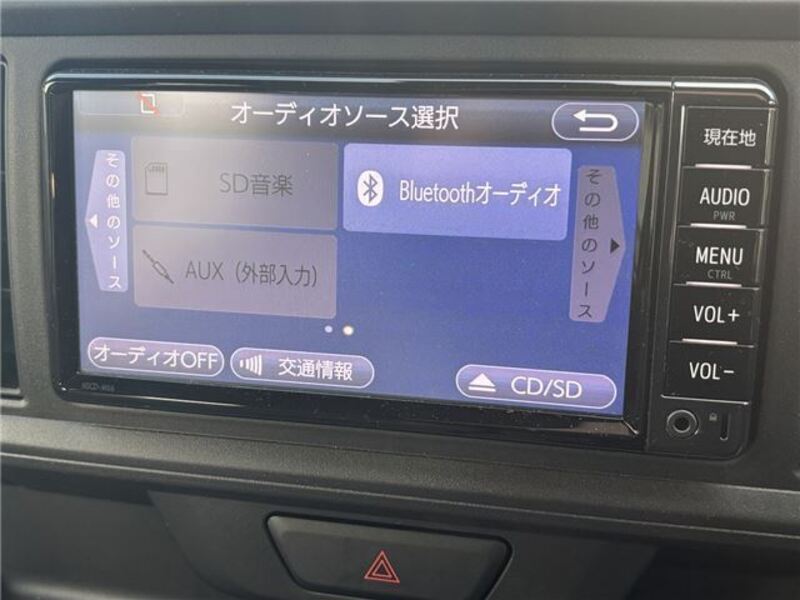 オーディオソース選択
その他のソース
SD音楽
Bluetoothオーディオ
その他のソース
AUX（外部入力）
オーディオOFF
交通情報
CD/SD
現在地
AUDIO
PWR
MENU
CTRL
VOL+
VOL-